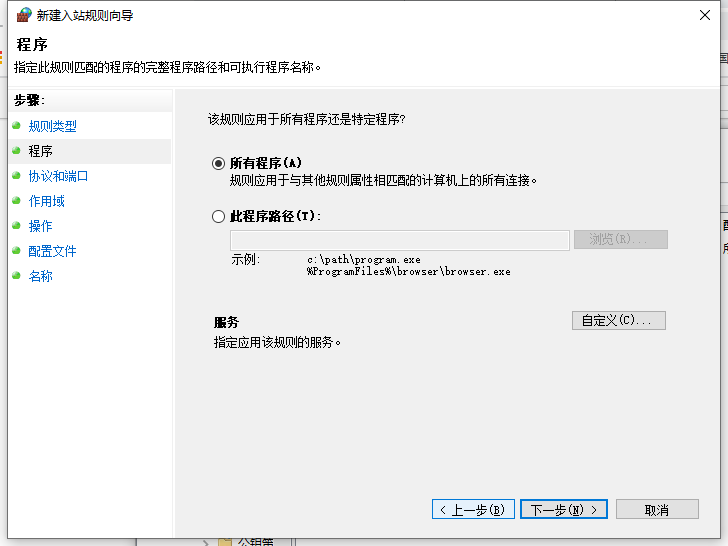 新建入站规则向导
程序
指定此规则匹配的程序的完整程序路径和可执行程序名称。
步骤:
规则类型
程序
协议和端口
作用域
操作
配置文件
名称
该规则应用于所有程序还是特定程序?
所有程序(A)
规则应用于与其他规则属性相匹配的计算机上的所有连接。
此程序路径(T):
浏览(R)...
示例: c:\path\program.exe
%ProgramFiles%\browser\browser.exe
服务
自定义(C)...
指定应用该规则的服务。
< 上一步(B) 下一步(N) > 取消